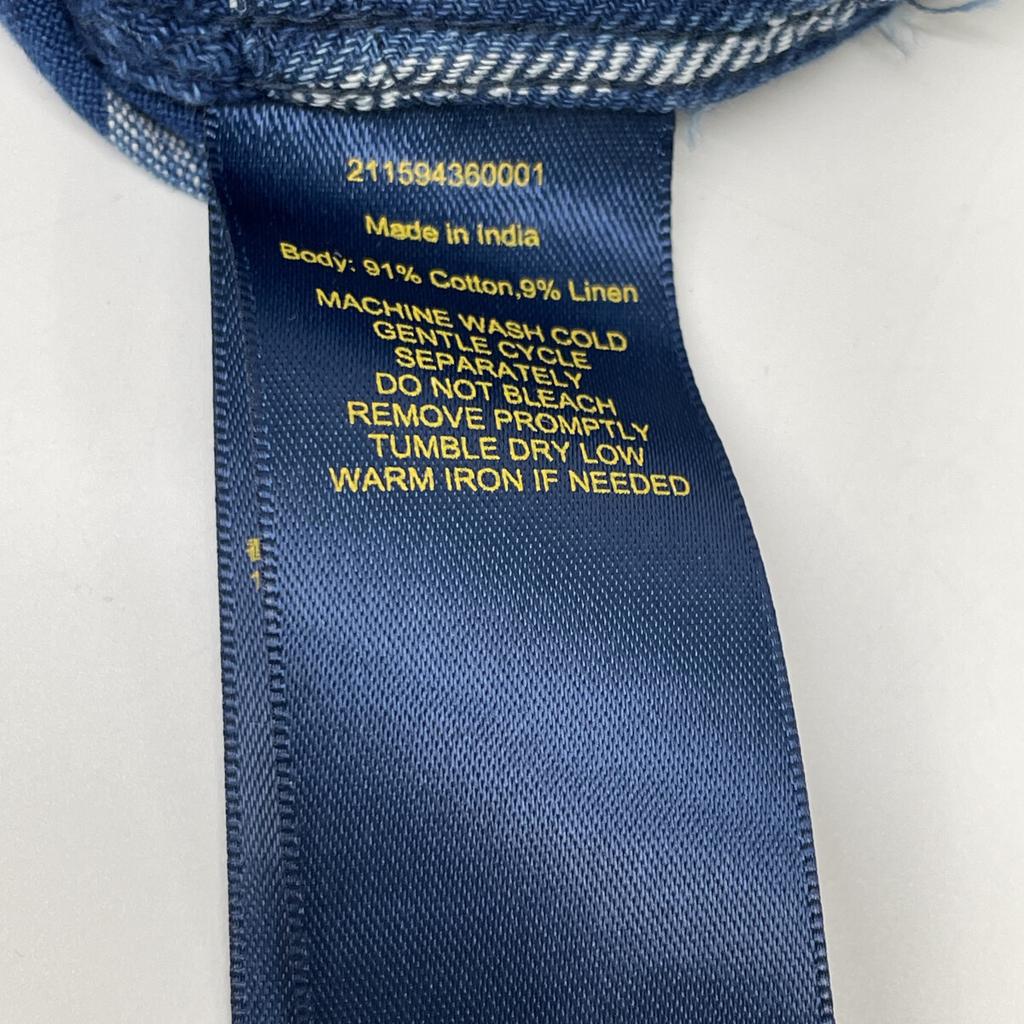 211594360001
Made in India
Body: 91% Cotton,9% Linen
MACHINE WASH COLD
GENTLE CYCLE
SEPARATELY
DO NOT BLEACH
REMOVE PROMPTLY
TUMBLE DRY LOW
WARM IRON IF NEEDED